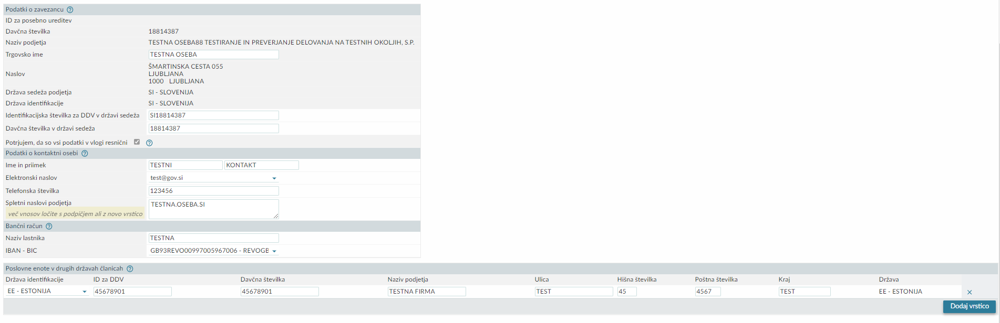 Podatki o zavezancu ?
ID za posebno ureditev
Davčna številka 18814387
Naziv podjetja TESTNA OSEBA88 TESTIRANJE IN PREVERJANJE DELOVANJA NA TESTNIH OKOLJIH, S.P.
Trgovsko ime TESTNA OSEBA
Naslov ŠMARTINSKA CESTA 055
LJUBLJANA
1000 LJUBLJANA
Država sedeža podjetja SI - SLOVENIJA
Država identifikacije SI - SLOVENIJA
Identifikacijska številka za DDV v državi sedeža SI18814387
Davčna številka v državi sedeža 18814387
Potrjujem, da so vsi podatki v vlogi resnični ?
Podatki o kontaktni osebi ?
Ime in priimek TESTNI KONTAKT
Elektronski naslov test@gov.si
Telefonska številka 123456
Spletni naslovi podjetja TESTNA.OSEBA.SI
več vnosov ločite s podpičjem ali z novo vrstico
Bančni račun ?
Naziv lastnika TESTNA
IBAN - BIC GB93REVO00997005967006 - REVOGB
Poslovne enote v drugih državah članicah ?
Država identifikacije ID za DDV Davčna številka Naziv podjetja Ulica Hišna številka Poštna številka Kraj Država
EE - ESTONIJA 45678901 45678901 TESTNA FIRMA TEST 45 4567 TEST EE - ESTONIJA
Dodaj vrstico